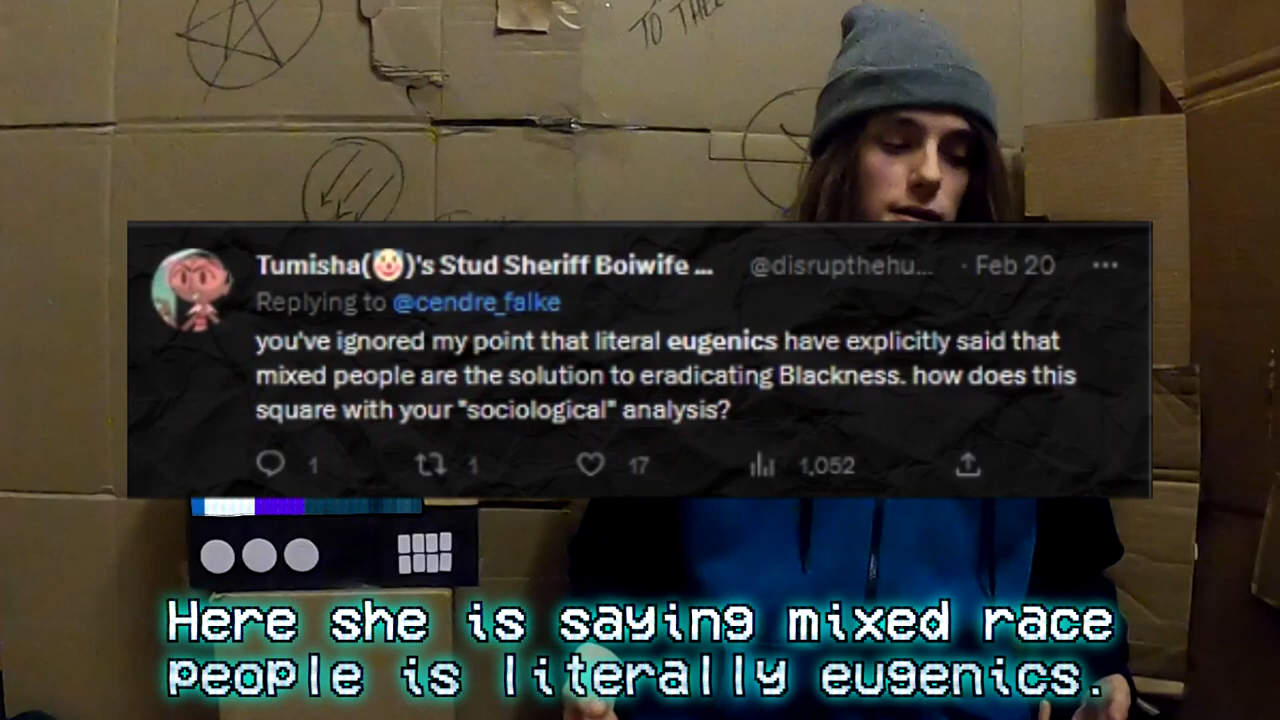 TO THEE
Tumisha(🤡)'s Stud Sheriff Boiwife ... @disrupthehu... · Feb 20 ...
Replying to @cendre_falke
you've ignored my point that literal eugenics have explicitly said that
mixed people are the solution to eradicating Blackness. how does this
square with your "sociological" analysis?
1 1 17 1,052
Here she is saying mixed race
people is literally eugenics.